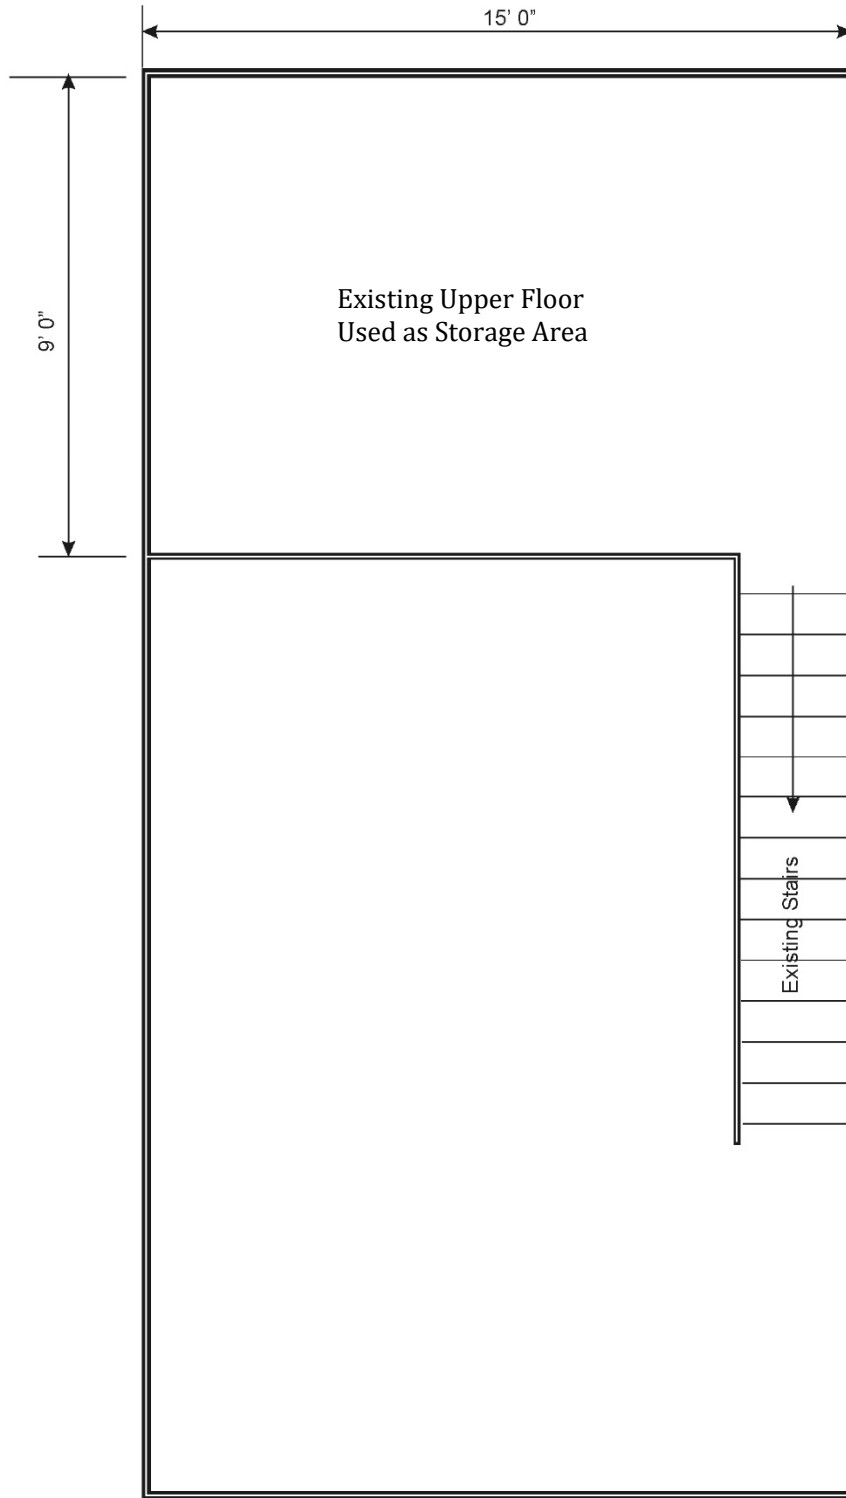 15’ 0”
9’ 0”
Existing Upper Floor
Used as Storage Area
Existing Stairs